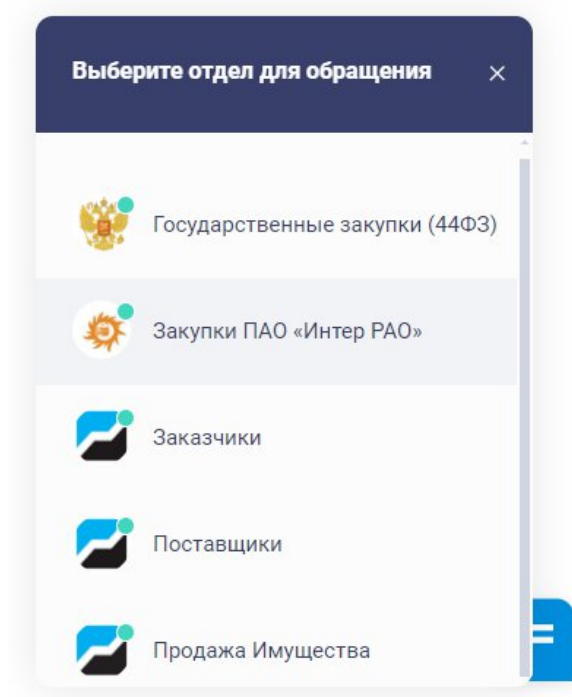 Выберите отдел для обращения
Государственные закупки (44ФЗ)
Закупки ПАО «Интер РАО»
Заказчики
Поставщики
Продажа Имущества